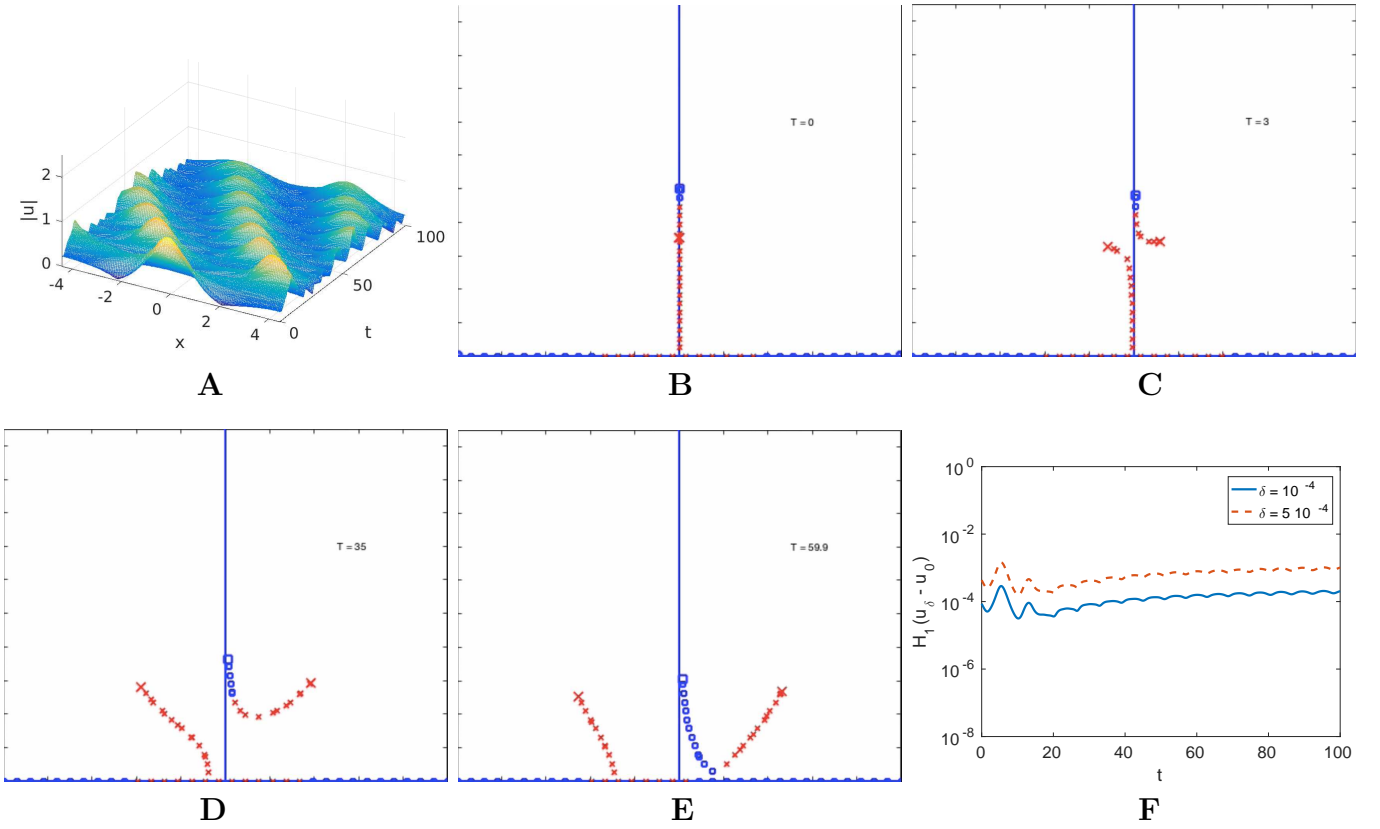 2
1
0
|u|
-4
-2
0
2
4
x
0
50
100
t
A
T = 0
B
T = 3
C
T = 35
D
T = 59.9
E
10^0
10^-2
10^-4
10^-6
10^-8
H_1(u_δ - u_0)
δ = 10^-4
δ = 5 10^-4
0
20
40
60
80
100
t
F